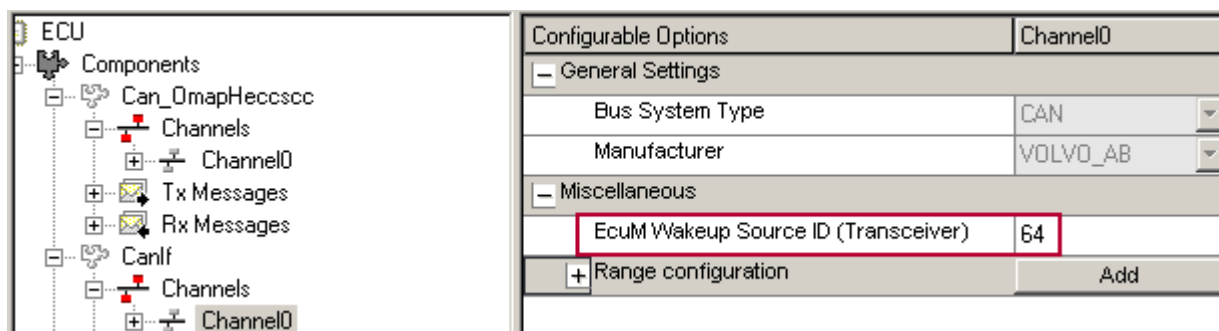 ECU
Components
Can_OmapHeccscc
Channels
Channel0
Tx Messages
Rx Messages
CanIf
Channels
Channel0
Configurable Options Channel0
General Settings
Bus System Type CAN
Manufacturer VOLVO_AB
Miscellaneous
EcuM Wakeup Source ID (Transceiver) 64
Range configuration Add